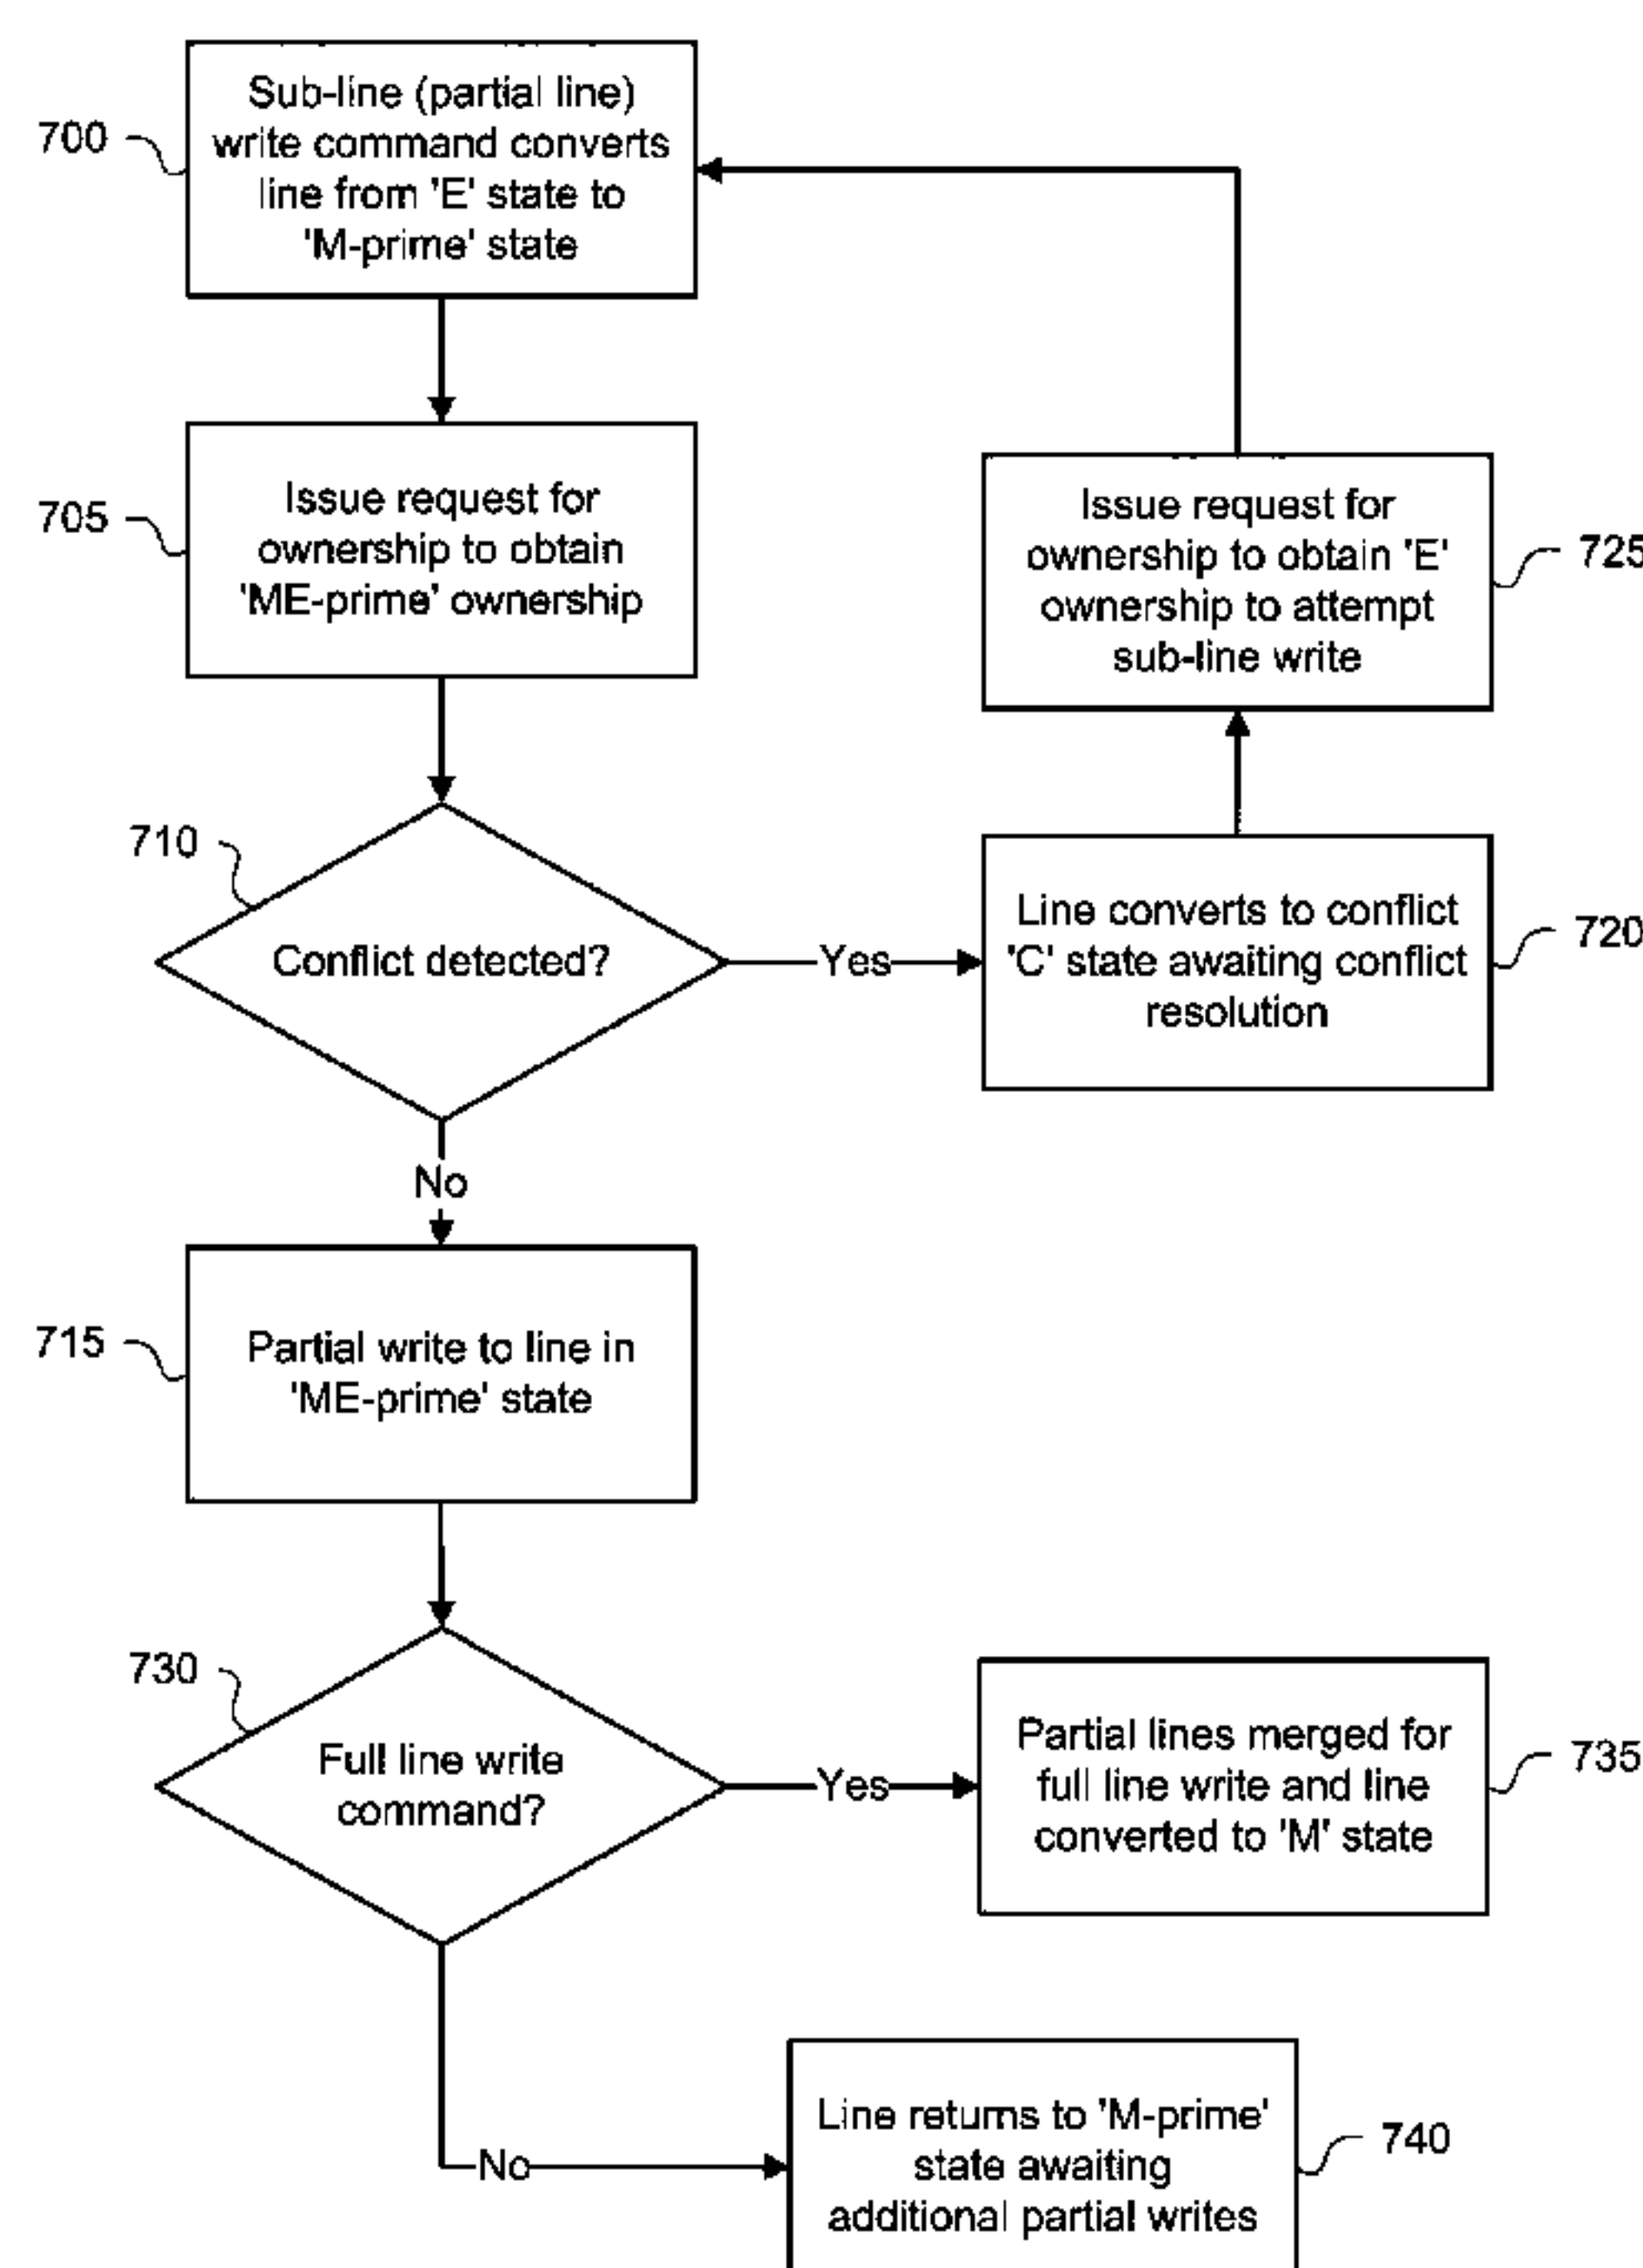 700
Sub-line (partial line)
write command converts
line from 'E' state to
'M-prime' state
705
Issue request for
ownership to obtain
'ME-prime' ownership
Issue request for
ownership to obtain 'E'
ownership to attempt
sub-line write
725
710
Conflict detected?
Yes
Line converts to conflict
'C' state awaiting conflict
resolution
720
No
715
Partial write to line in
'ME-prime' state
730
Full line write
command?
Yes
Partial lines merged for
full line write and line
converted to 'M' state
735
No
Line returns to 'M-prime'
state awaiting
additional partial writes
740